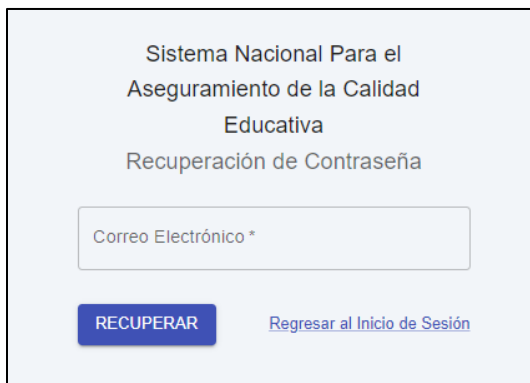 Sistema Nacional Para el
Aseguramiento de la Calidad
Educativa
Recuperación de Contraseña
Correo Electrónico *
RECUPERAR
Regresar al Inicio de Sesión